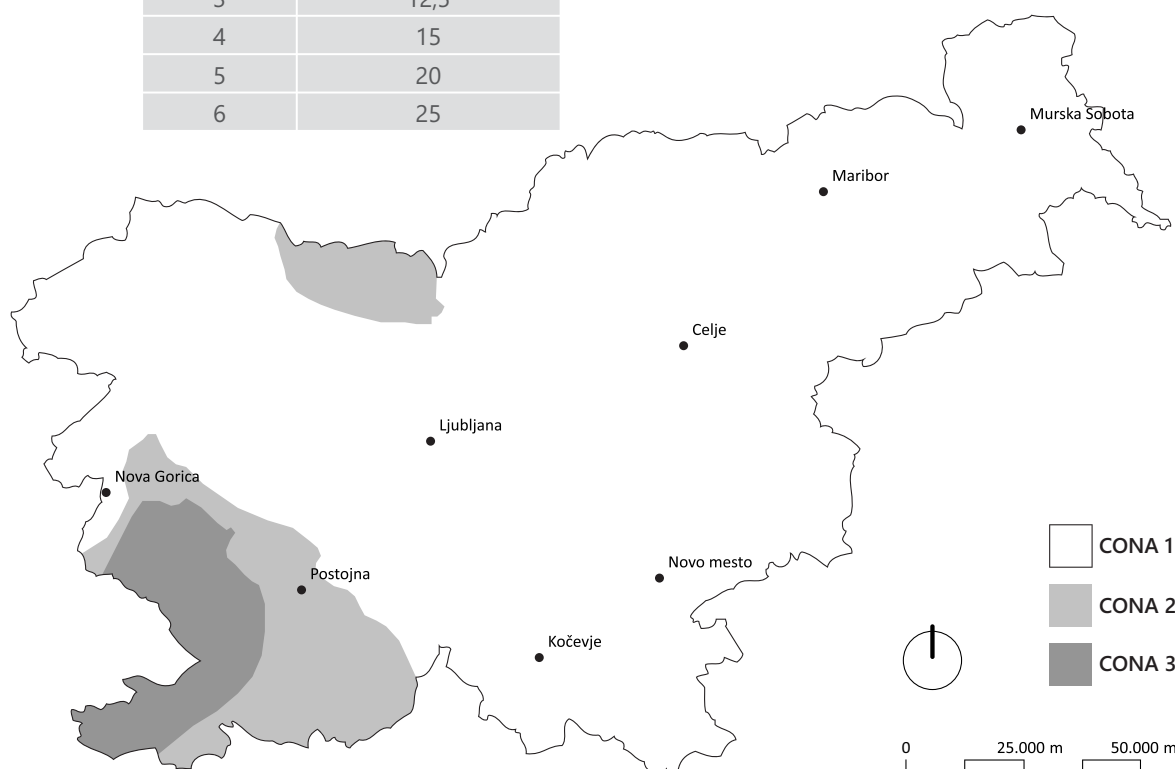 3 12,5
4 15
5 20
6 25
Murska Sobota
Maribor
Celje
Ljubljana
Nova Gorica
Postojna
Novo mesto
Kočevje
CONA 1
CONA 2
CONA 3
0 25.000 m 50.000 m